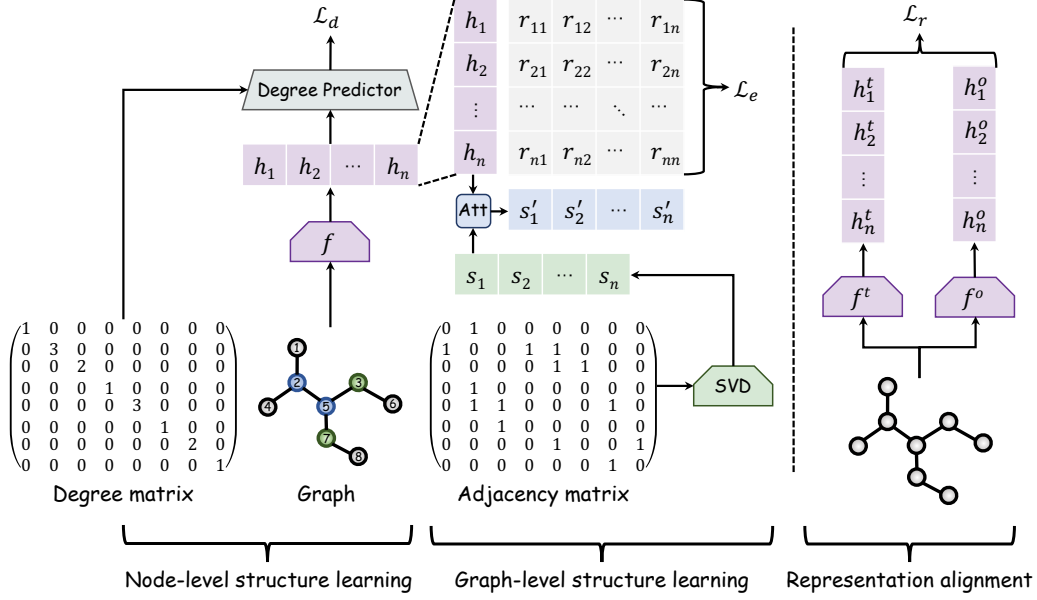 ℒ_d
Degree Predictor
h_1 h_2 ⋯ h_n
f
1 0 0 0 0 0 0 0
0 3 0 0 0 0 0 0
0 0 2 0 0 0 0 0
0 0 0 1 0 0 0 0
0 0 0 0 3 0 0 0
0 0 0 0 0 1 0 0
0 0 0 0 0 0 2 0
0 0 0 0 0 0 0 1
Degree matrix
1
2 3
4 5 6
7
8
Graph
Node-level structure learning
h_1 r_11 r_12 ⋯ r_1n
h_2 r_21 r_22 ⋯ r_2n
⋮ ⋯ ⋯ ⋱ ⋯
h_n r_n1 r_n2 ⋯ r_nn
ℒ_e
Att s′_1 s′_2 ⋯ s′_n
s_1 s_2 ⋯ s_n
0 1 0 0 0 0 0 0
1 0 0 1 1 0 0 0
0 0 0 0 1 1 0 0
0 1 0 0 0 0 0 0
0 1 1 0 0 0 1 0
0 0 1 0 0 0 0 0
0 0 0 0 1 0 0 1
0 0 0 0 0 0 1 0
SVD
Adjacency matrix
Graph-level structure learning
ℒ_r
h_1^t h_1^o
h_2^t h_2^o
⋮ ⋮
h_n^t h_n^o
f^t f^o
Representation alignment